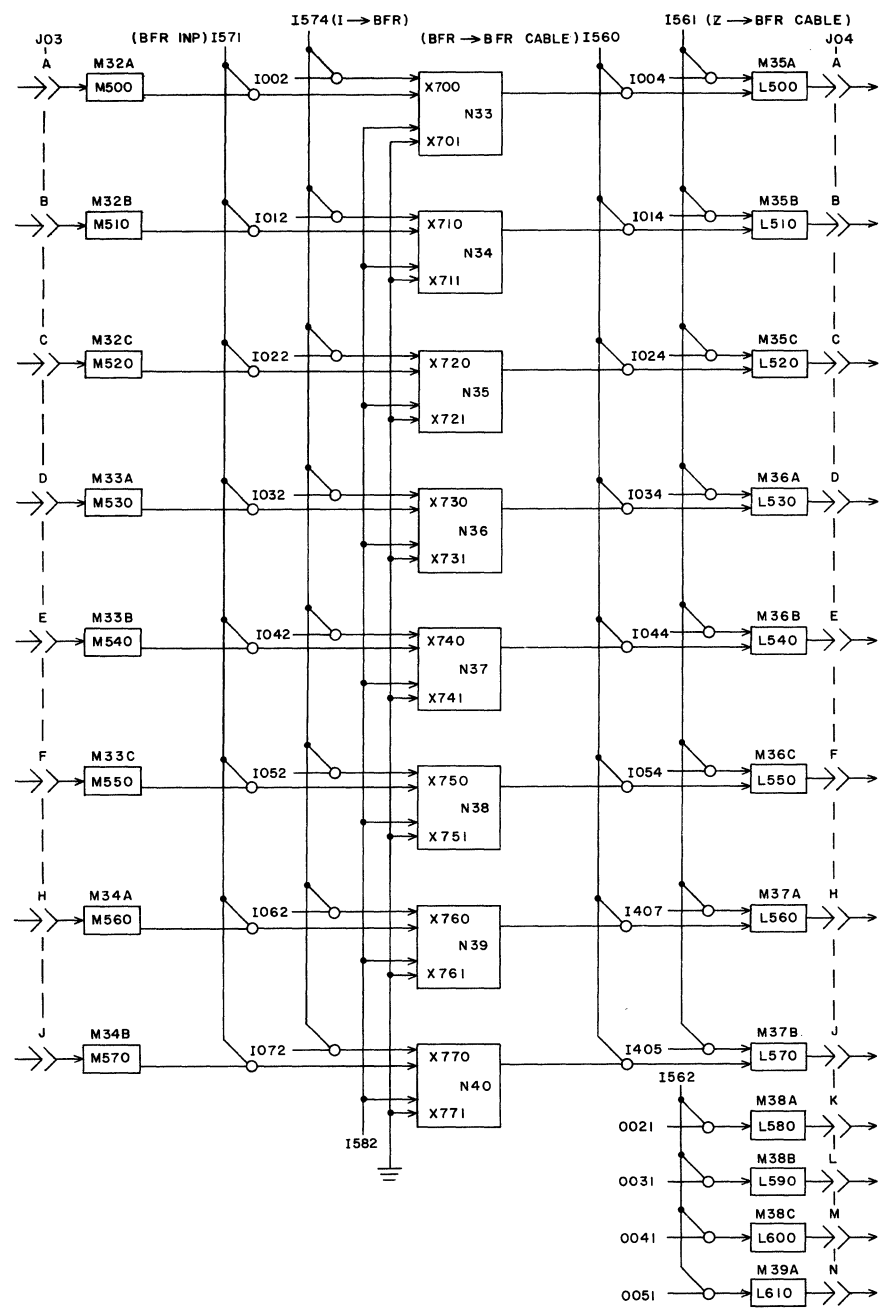 I574(I→BFR)
I561 (Z→BFR CABLE)
J03 (BFR INP)I571 (BFR→BFR CABLE)I560 J04
A M32A M35A A
M500 I002 X700 I004 L500
N33
X701
B M32B M35B B
M510 I012 X710 I014 L510
N34
X711
C M32C M35C C
M520 I022 X720 I024 L520
N35
X721
D M33A M36A D
M530 I032 X730 I034 L530
N36
X731
E M33B M36B E
M540 I042 X740 I044 L540
N37
X741
F M33C M36C F
M550 I052 X750 I054 L550
N38
X751
H M34A M37A H
M560 I062 X760 I407 L560
N39
X761
J M34B M37B J
M570 I072 X770 I405 L570
N40
X771
I582
I562
M38A K
0021 L580
M38B L
0031 L590
M38C M
0041 L600
M39A N
0051 L610